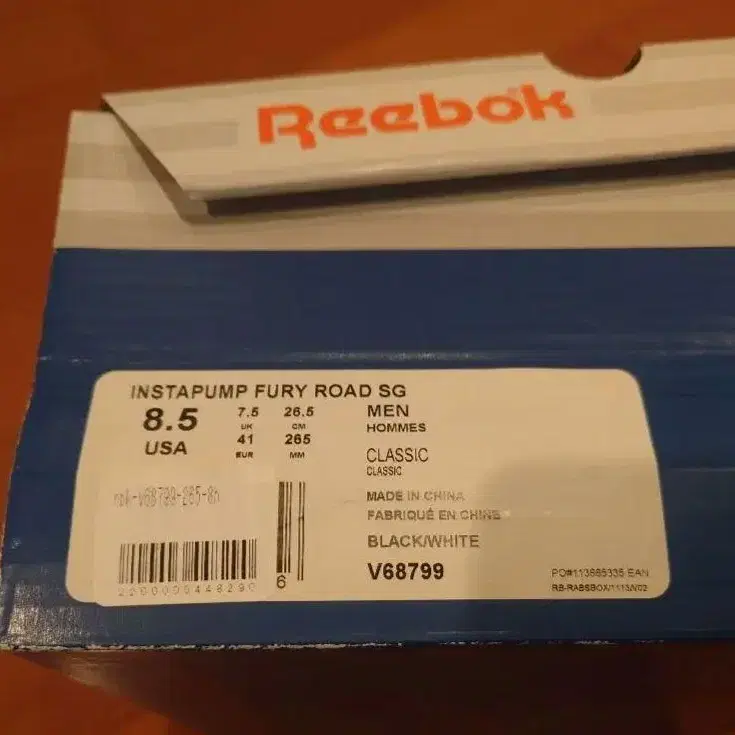 Reebok
INSTAPUMP FURY ROAD SG
8.5
USA
7.5
UK
41
EUR
26.5
CM
265
MM
MEN
HOMMES
CLASSIC
CLASSIC
MADE IN CHINA
FABRIQUÉ EN CHINE
BLACK/WHITE
V68799
6